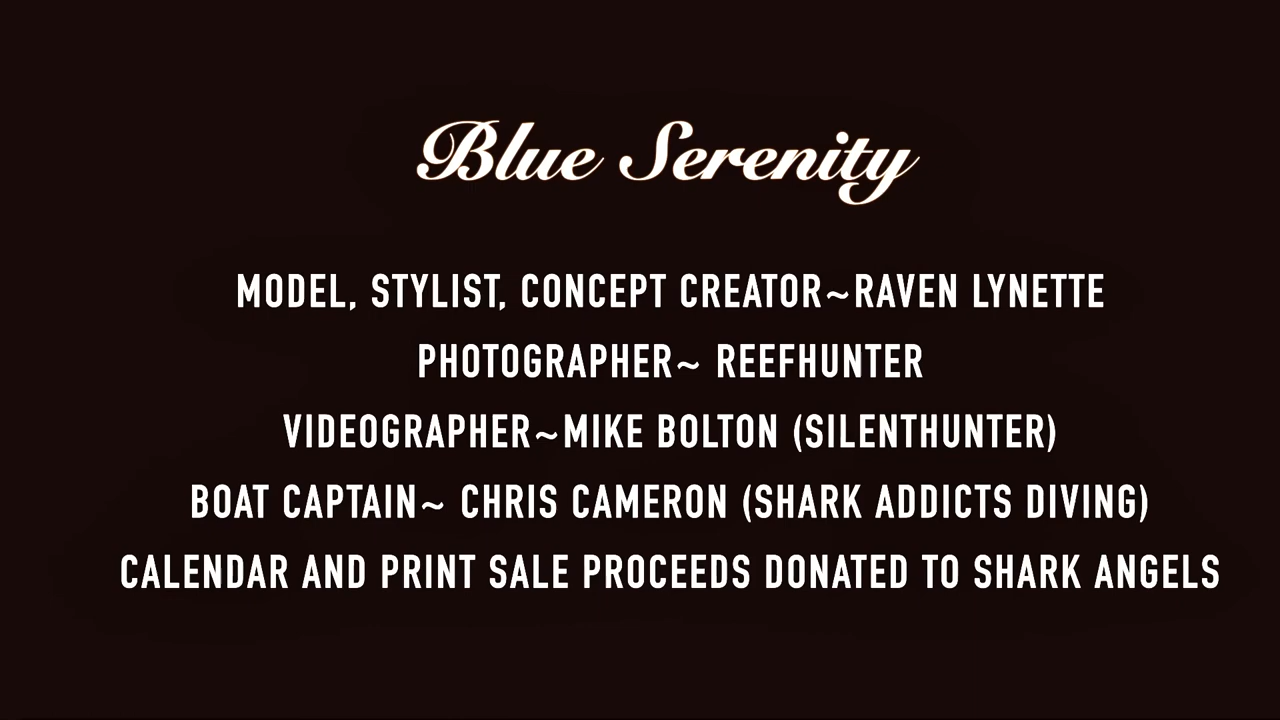 Blue Serenity
MODEL, STYLIST, CONCEPT CREATOR~RAVEN LYNETTE
PHOTOGRAPHER~ REEFHUNTER
VIDEOGRAPHER~MIKE BOLTON (SILENTHUNTER)
BOAT CAPTAIN~ CHRIS CAMERON (SHARK ADDICTS DIVING)
CALENDAR AND PRINT SALE PROCEEDS DONATED TO SHARK ANGELS